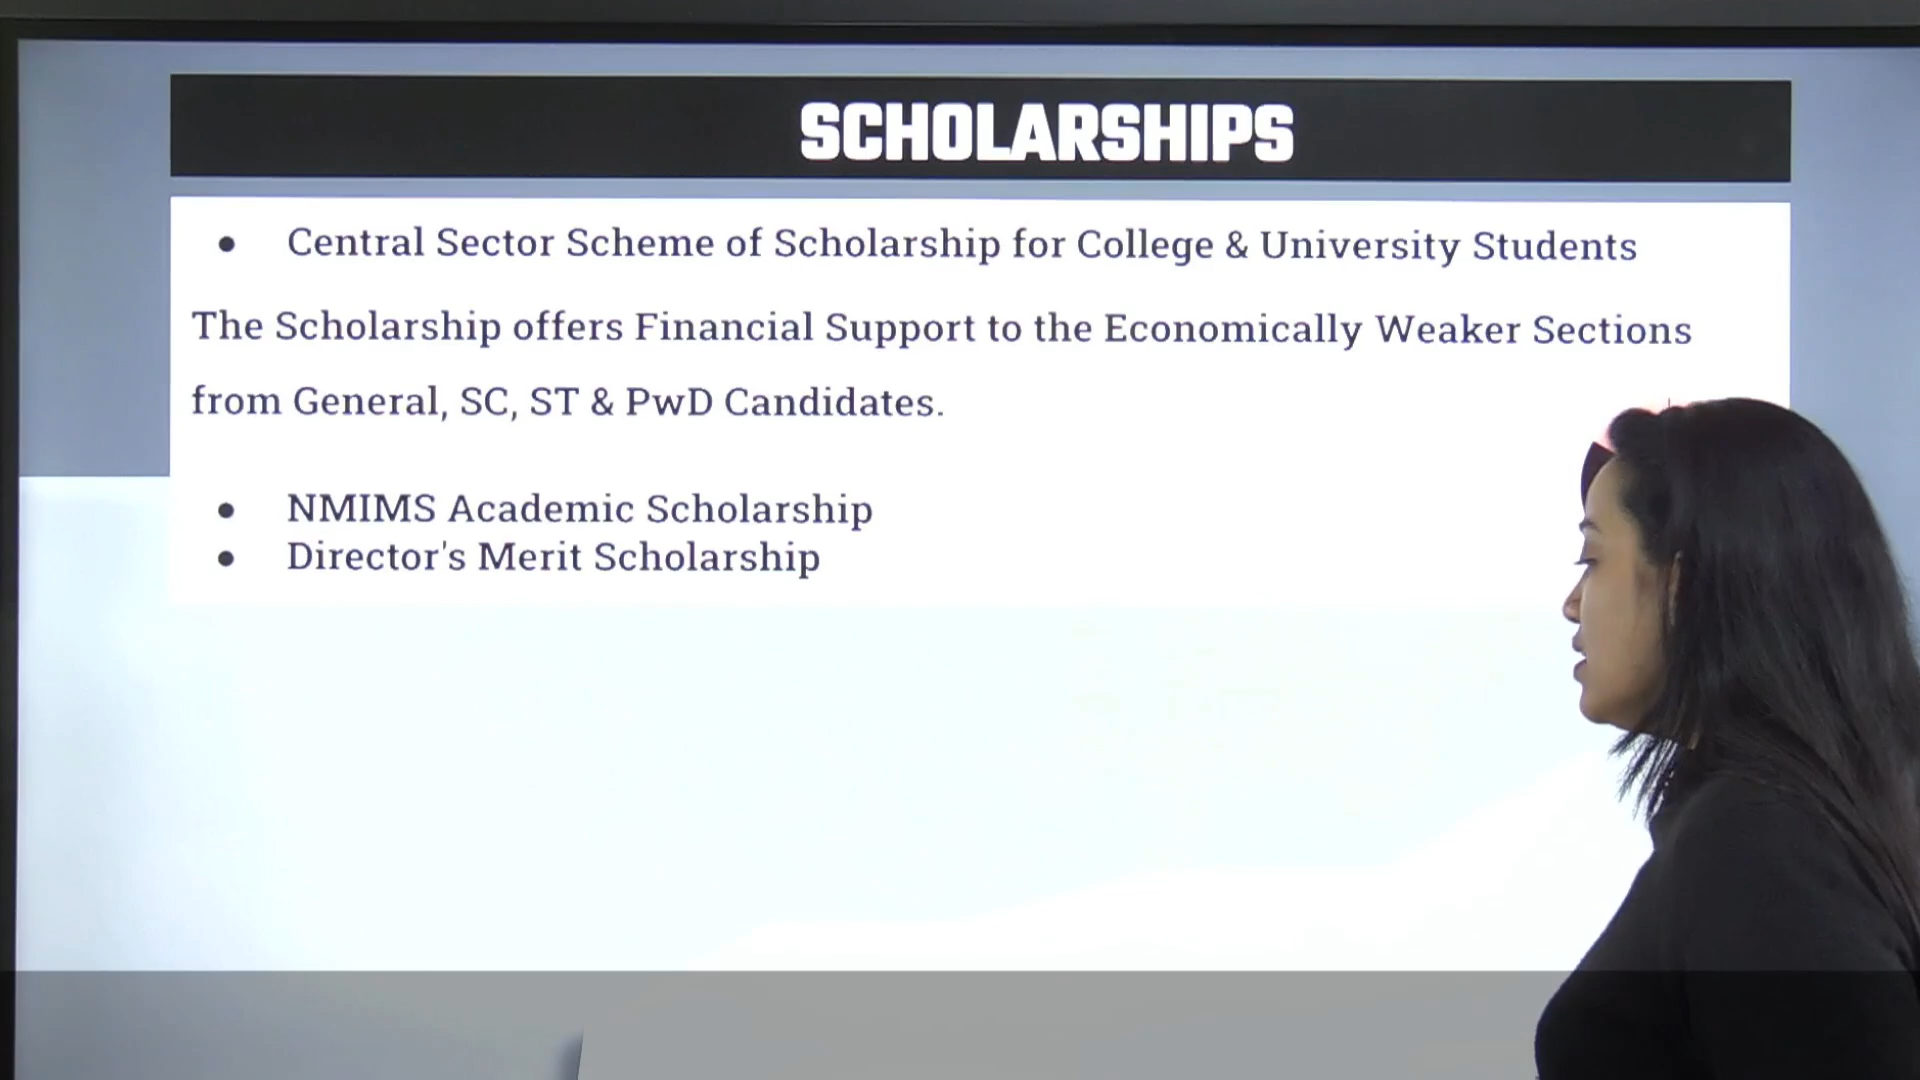 SCHOLARSHIPS
● Central Sector Scheme of Scholarship for College & University Students
The Scholarship offers Financial Support to the Economically Weaker Sections
from General, SC, ST & PwD Candidates.
● NMIMS Academic Scholarship
● Director's Merit Scholarship